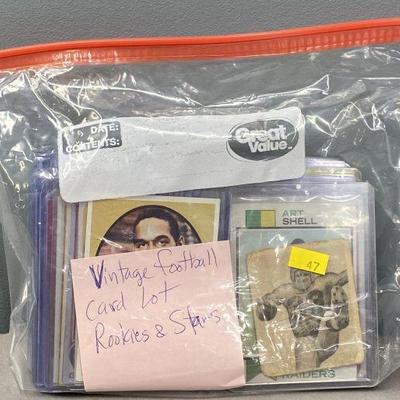 DATE:
CONTENTS:
Great Value
ART
SHELL
47
Vintage football
Card Lot
Rookies & Stars
RAIDERS